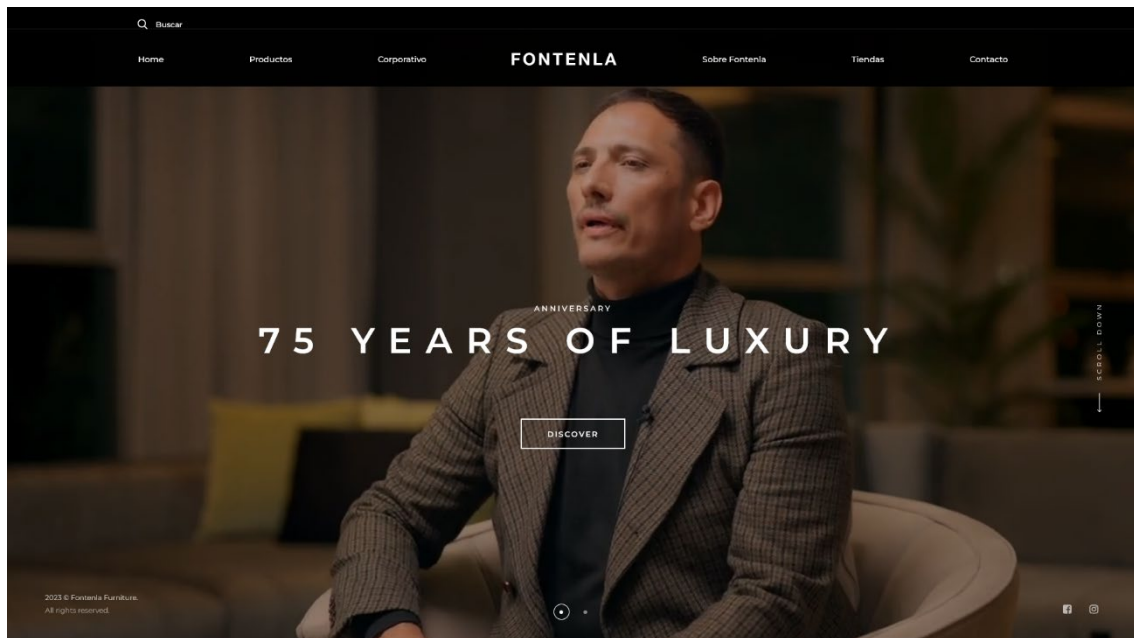 Buscar
Home
Productos
Corporativo
FONTENLA
Sobre Fontenla
Tiendas
Contacto
ANNIVERSARY
75 YEARS OF LUXURY
DISCOVER
SCROLL DOWN
2023 © Fontenla Furniture.
All rights reserved.